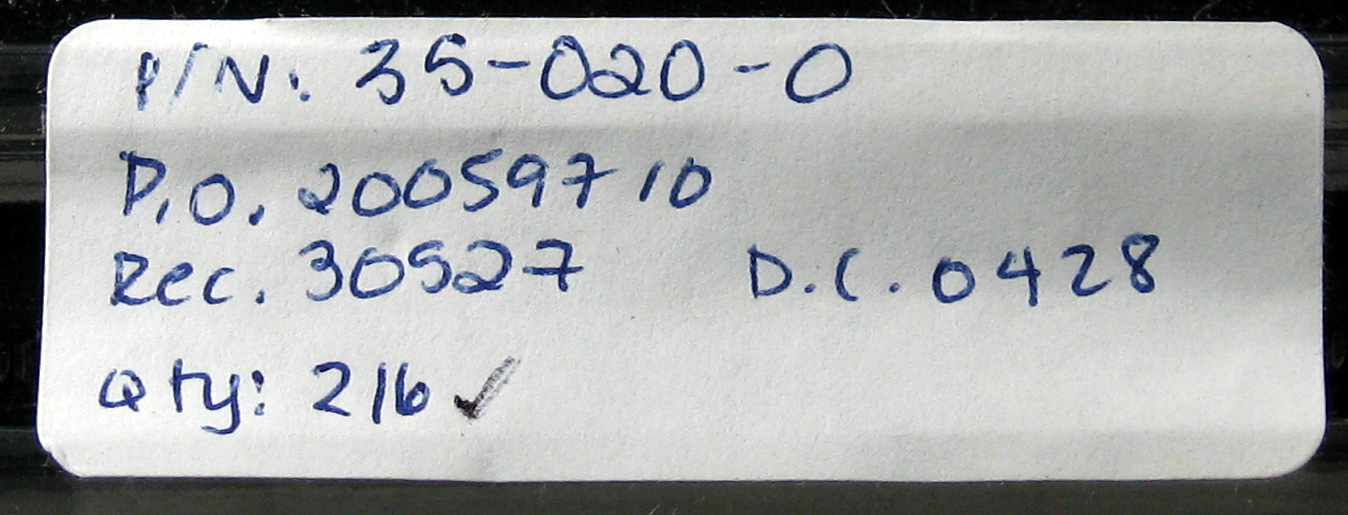 P/N: 35-020-0
P.O. 20059710
Rec. 30527 D.C. 0428
Qty: 216 ✓